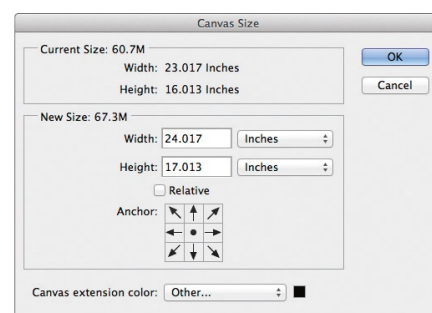 Canvas Size
Current Size: 60.7M
Width: 23.017 Inches
Height: 16.013 Inches
OK
Cancel
New Size: 67.3M
Width: 24.017 Inches
Height: 17.013 Inches
Relative
Anchor:
Canvas extension color: Other...